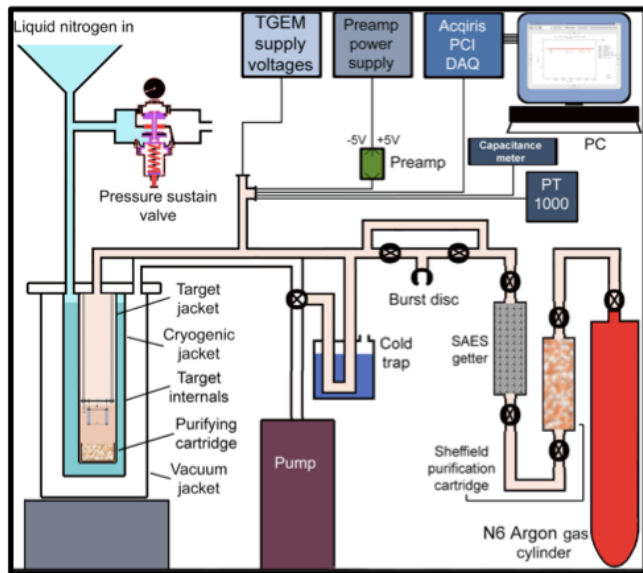 Liquid nitrogen in
TGEM
supply
voltages
Preamp
power
supply
Acqiris
PCI
DAQ
PC
-5V +5V
Preamp
Capacitance
meter
PT
1000
Pressure sustain
valve
Target
jacket
Cryogenic
jacket
Target
internals
Purifying
cartridge
Vacuum
jacket
Burst disc
Cold
trap
SAES
getter
Pump
Sheffield
purification
cartridge
N6 Argon gas
cylinder